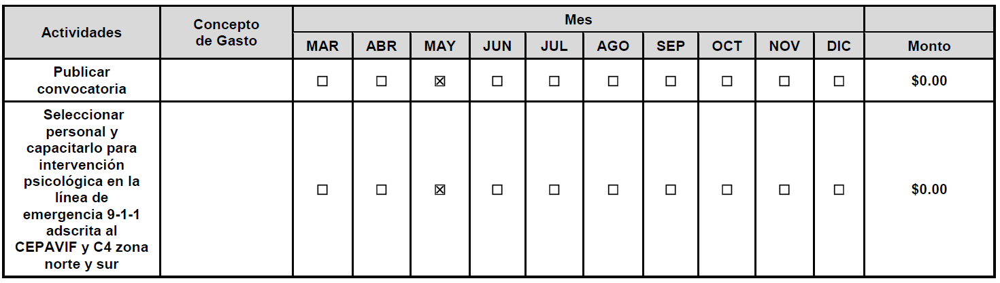 Actividades
Concepto
de Gasto
Mes
MAR ABR MAY JUN JUL AGO SEP OCT NOV DIC Monto
Publicar
convocatoria
☐ ☐ ☒ ☐ ☐ ☐ ☐ ☐ ☐ ☐ $0.00
Seleccionar
personal y
capacitarlo para
intervención
psicológica en la
línea de
emergencia 9-1-1
adscrita al
CEPAVIF y C4 zona
norte y sur
☐ ☐ ☒ ☐ ☐ ☐ ☐ ☐ ☐ ☐ $0.00